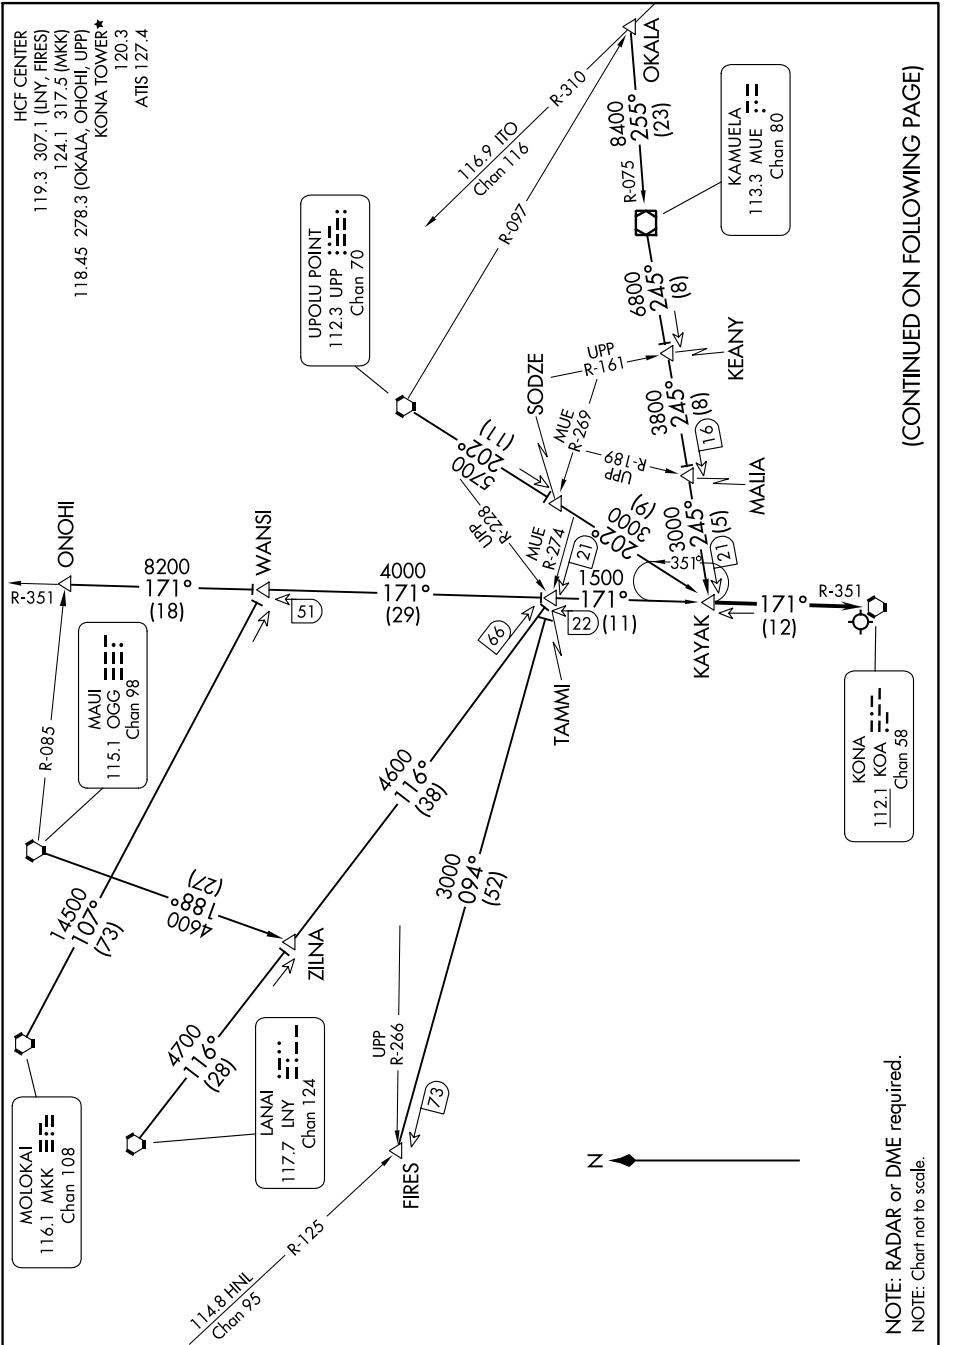 HCF CENTER
119.3 307.1 (LNY, FIRES)
124.1 317.5 (MKK)
118.45 278.3 (OKALA, OHOHI, UPP)
KONA TOWER★
120.3
ATIS 127.4
(CONTINUED ON FOLLOWING PAGE)
OKALA
R-310
116.9 ITO
Chan 116
R-097
8400
255°
(23)
R-075
KAMUELA
113.3 MUE
Chan 80
UPOLU POINT
112.3 UPP
Chan 70
6800
245°
(8)
KEANY
UPP
R-161
SODZE
MUE
R-269
3800
245°
(8)
16
UPP
R-189
MALIA
5700
202°
(11)
UPP
R-228
MUE
R-274
21
3000
202°
(9)
3000
245°
(5)
21
351°
ONOHI
R-351
8200
171°
(18)
WANSI
51
4000
171°
(29)
1500
171°
(11)
22
66
TAMMI
KAYAK
171°
(12)
R-351
KONA
112.1 KOA
Chan 58
R-085
MAUI
115.1 OGG
Chan 98
14500
107°
(73)
4600
188°
(27)
ZILNA
4600
116°
(38)
3000
094°
(52)
4700
116°
(28)
MOLOKAI
116.1 MKK
Chan 108
LANAI
117.7 LNY
Chan 124
UPP
R-266
73
FIRES
R-125
114.8 HNL
Chan 95
N
NOTE: RADAR or DME required.
NOTE: Chart not to scale.